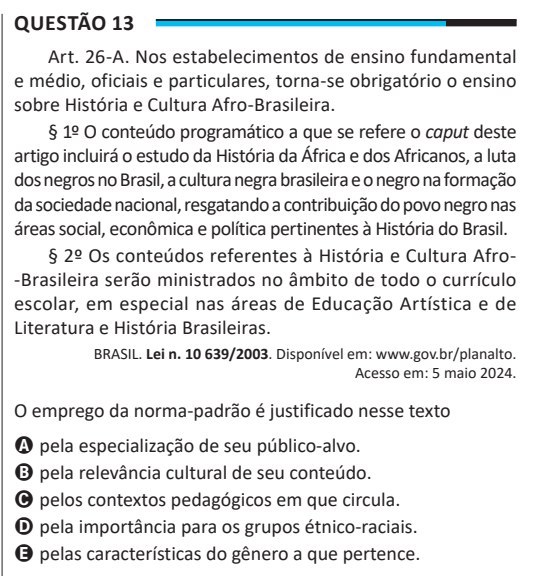 QUESTÃO 13
Art. 26-A. Nos estabelecimentos de ensino fundamental
e médio, oficiais e particulares, torna-se obrigatório o ensino
sobre História e Cultura Afro-Brasileira.
§ 1º O conteúdo programático a que se refere o caput deste
artigo incluirá o estudo da História da África e dos Africanos, a luta
dos negros no Brasil, a cultura negra brasileira e o negro na formação
da sociedade nacional, resgatando a contribuição do povo negro nas
áreas social, econômica e política pertinentes à História do Brasil.
§ 2º Os conteúdos referentes à História e Cultura Afro-
-Brasileira serão ministrados no âmbito de todo o currículo
escolar, em especial nas áreas de Educação Artística e de
Literatura e História Brasileiras.
BRASIL. Lei n. 10 639/2003. Disponível em: www.gov.br/planalto.
Acesso em: 5 maio 2024.
O emprego da norma-padrão é justificado nesse texto
A pela especialização de seu público-alvo.
B pela relevância cultural de seu conteúdo.
C pelos contextos pedagógicos em que circula.
D pela importância para os grupos étnico-raciais.
E pelas características do gênero a que pertence.